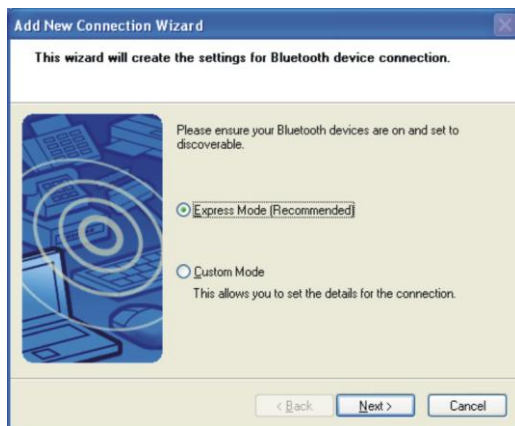 Add New Connection Wizard
This wizard will create the settings for Bluetooth device connection.
Please ensure your Bluetooth devices are on and set to
discoverable.
Express Mode (Recommended)
Custom Mode
This allows you to set the details for the connection.
< Back
Next >
Cancel